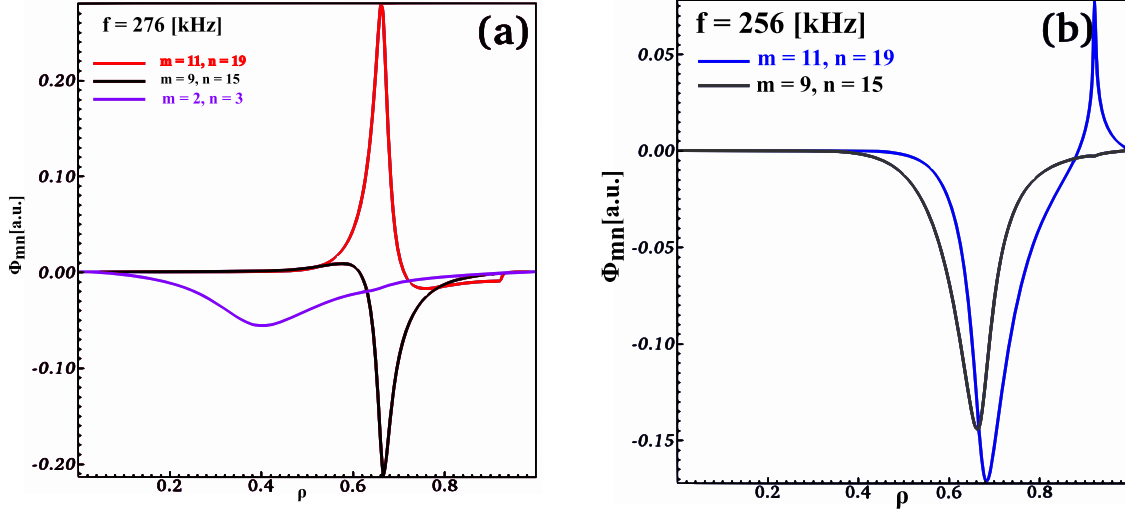 f = 276 [kHz]
(a)
m = 11, n = 19
m = 9, n = 15
m = 2, n = 3
0.20
0.10
0.00
-0.10
-0.20
Φmn[a.u.]
0.2 0.4 0.6 0.8
ρ
f = 256 [kHz]
(b)
m = 11, n = 19
m = 9, n = 15
0.05
0.00
-0.05
-0.10
-0.15
Φmn[a.u.]
0.2 0.4 0.6 0.8
ρ